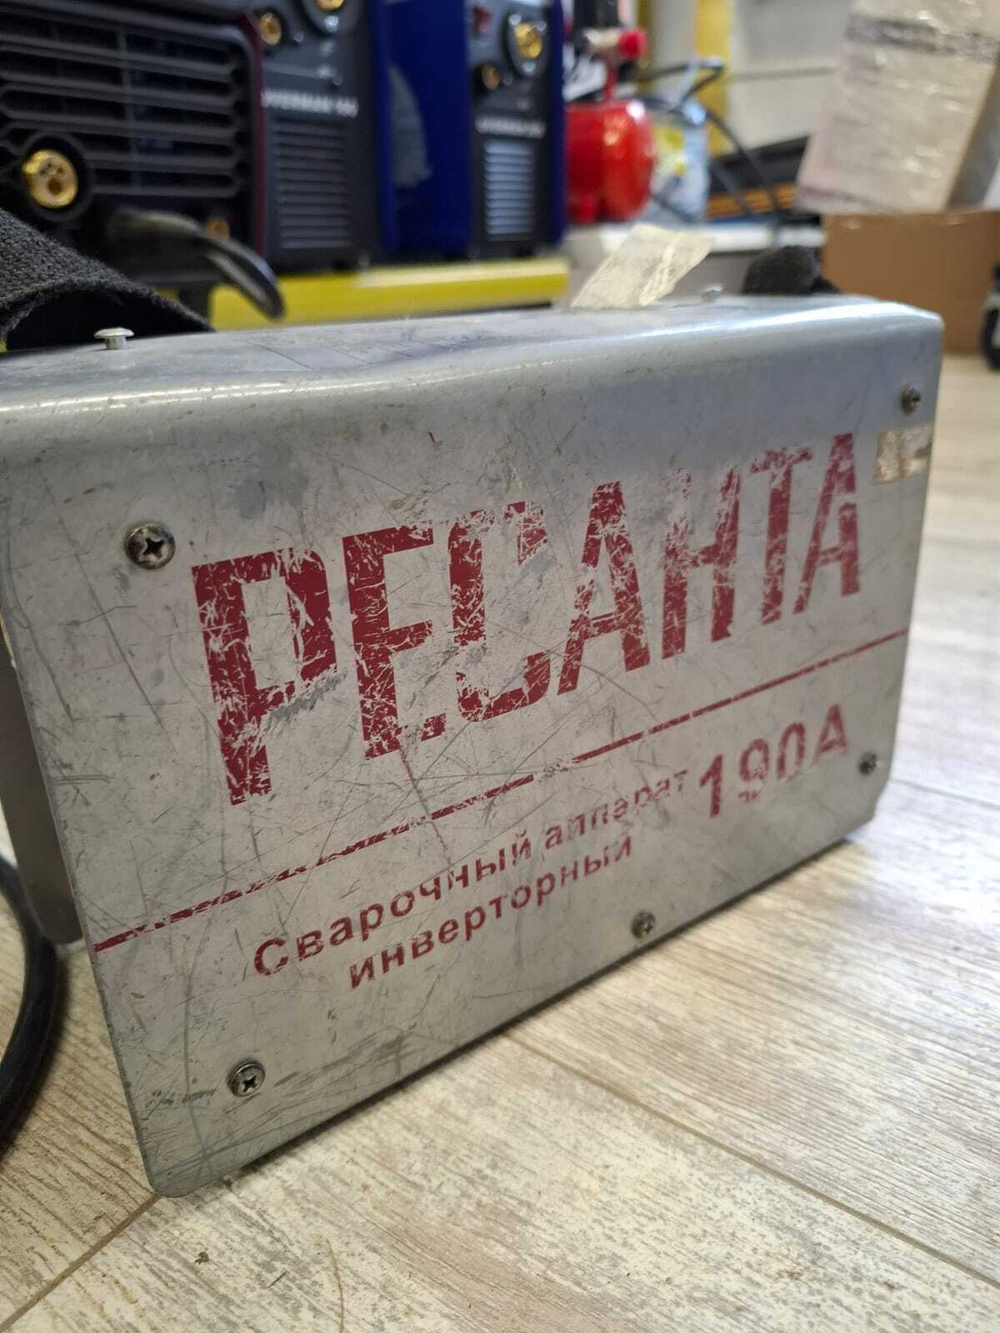 РЕСАНТА
Сварочный аппарат 190А
инверторный